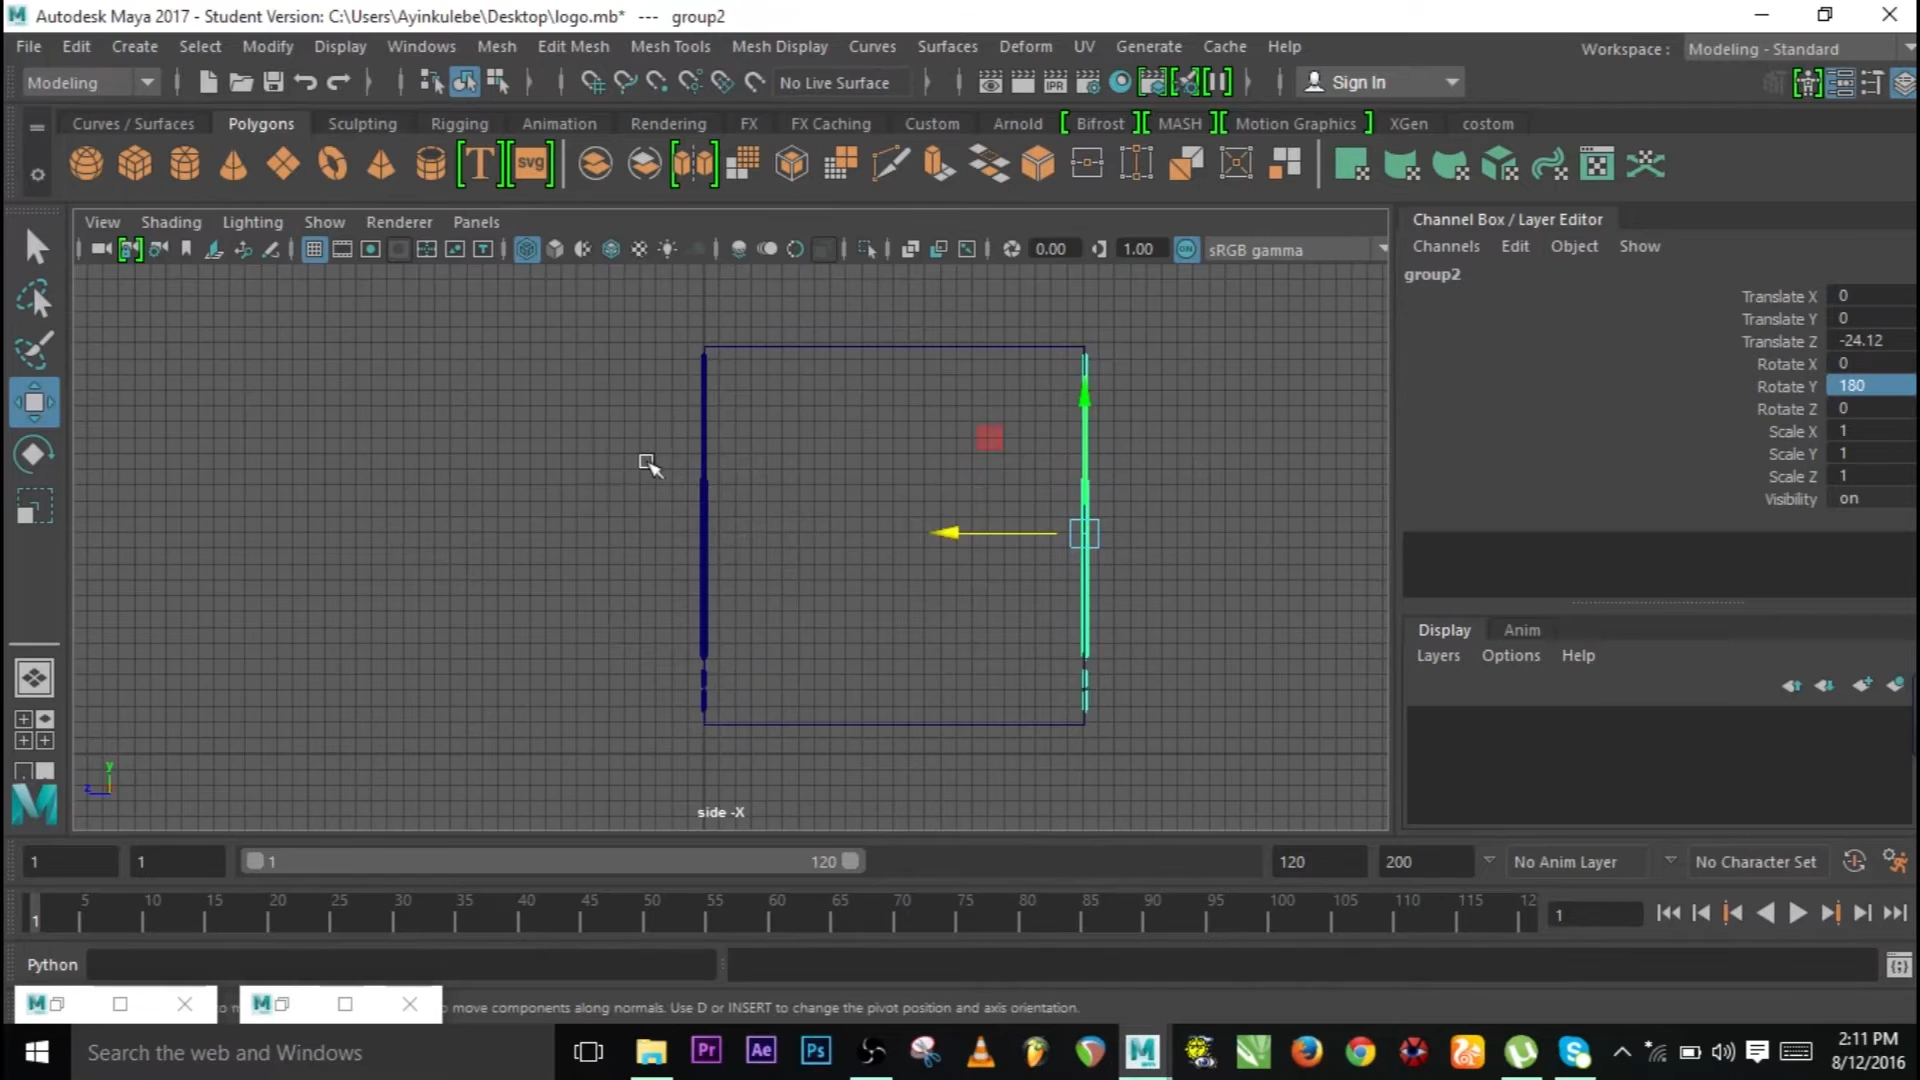 Autodesk Maya 2017 - Student Version: C:\Users\Ayinkulebe\Desktop\logo.mb* --- group2
File Edit Create Select Modify Display Windows Mesh Edit Mesh Mesh Tools Mesh Display Curves Surfaces Deform UV Generate Cache Help Workspace : Modeling - Standard
Modeling IPR No Live Surface Sign In
Curves / Surfaces Polygons Sculpting Rigging Animation Rendering FX FX Caching Custom Arnold Bifrost MASH Motion Graphics XGen costom
T svg
View Shading Lighting Show Renderer Panels
0.00 1.00 ON sRGB gamma
Channel Box / Layer Editor
Channels Edit Object Show
group2
Translate X 0
Translate Y 0
Translate Z -24.12
Rotate X 0
Rotate Y 180
Rotate Z 0
Scale X 1
Scale Y 1
Scale Z 1
Visibility on
Display Anim
Layers Options Help
y
z
side -X
1 1 1 120 120 200 No Anim Layer No Character Set
1 5 10 15 20 25 30 35 40 45 50 55 60 65 70 75 80 85 90 95 100 105 110 115 12 1
Python
move components along normals. Use D or INSERT to change the pivot position and axis orientation.
Search the web and Windows
Pr Ae Ps M
2:11 PM
8/12/2016